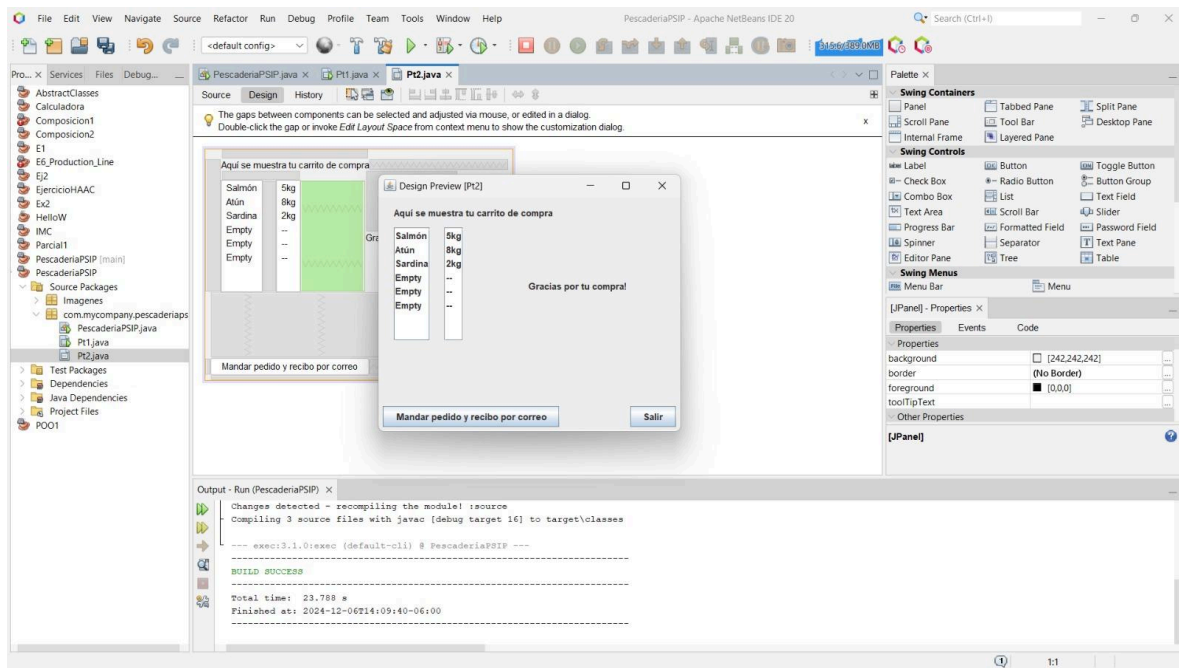 File Edit View Navigate Source Refactor Run Debug Profile Team Tools Window Help PescaderiaPSIP - Apache NetBeans IDE 20 Search (Ctrl+I)
<default config> 315.6/389.0MB
Pro... × Services Files Debug...
AbstractClasses
Calculadora
Composicion1
Composicion2
E1
E6_Production_Line
Ej2
EjercicioHAAC
Ex2
HelloW
IMC
Parcial1
PescaderiaPSIP [main]
PescaderiaPSIP
Source Packages
Imagenes
com.mycompany.pescaderiaps
PescaderiaPSIP.java
Pt1.java
Pt2.java
Test Packages
Dependencies
Java Dependencies
Project Files
POO1
PescaderiaPSIP.java × Pt1.java × Pt2.java ×
Source Design History
The gaps between components can be selected and adjusted via mouse, or edited in a dialog.
Double-click the gap or invoke Edit Layout Space from context menu to show the customization dialog.
x
Aquí se muestra tu carrito de compra
Salmón 5kg
Atún 8kg
Sardina 2kg
Empty --
Empty --
Empty --
Gra
Mandar pedido y recibo por correo
Design Preview [Pt2]
Aquí se muestra tu carrito de compra
Salmón 5kg
Atún 8kg
Sardina 2kg
Empty --
Empty --
Empty --
Gracias por tu compra!
Mandar pedido y recibo por correo Salir
Palette ×
Swing Containers
Panel Tabbed Pane Split Pane
Scroll Pane Tool Bar Desktop Pane
Internal Frame Layered Pane
Swing Controls
label Label Button Toggle Button
Check Box Radio Button Button Group
Combo Box List Text Field
Text Area Scroll Bar Slider
Progress Bar Formatted Field Password Field
Spinner Separator Text Pane
Editor Pane Tree Table
Swing Menus
Menu Bar Menu
[JPanel] - Properties ×
Properties Events Code
Properties
background [242,242,242] ...
border (No Border) ...
foreground [0,0,0] ...
toolTipText ...
Other Properties
[JPanel]
Output - Run (PescaderiaPSIP) ×
Changes detected - recompiling the module! :source
Compiling 3 source files with javac [debug target 16] to target\classes
--- exec:3.1.0:exec (default-cli) @ PescaderiaPSIP ---
------------------------------------------------------------------------
BUILD SUCCESS
------------------------------------------------------------------------
Total time: 23.788 s
Finished at: 2024-12-06T14:09:40-06:00
------------------------------------------------------------------------
1 1:1